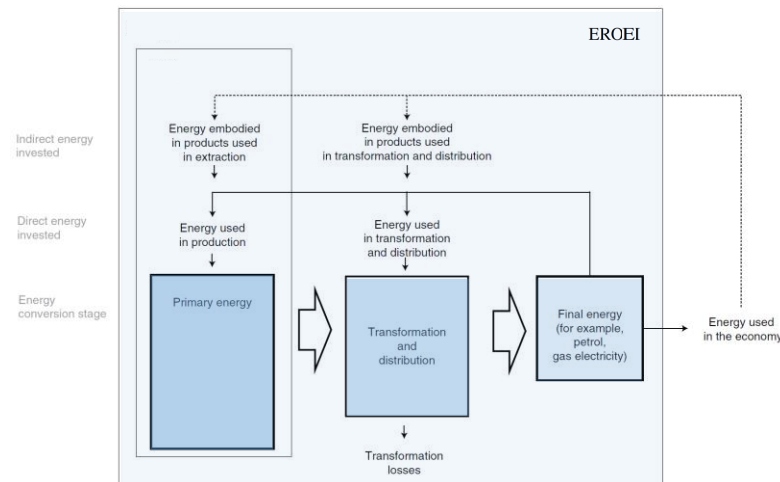 EROEI
Indirect energy
invested
Energy embodied
in products used
in extraction
Energy embodied
in products used
in transformation and distribution
Direct energy
invested
Energy used
in production
Energy used
in transformation
and distribution
Energy
conversion stage
Primary energy
Transformation
and
distribution
Final energy
(for example,
petrol,
gas electricity)
Energy used
in the economy
Transformation
losses